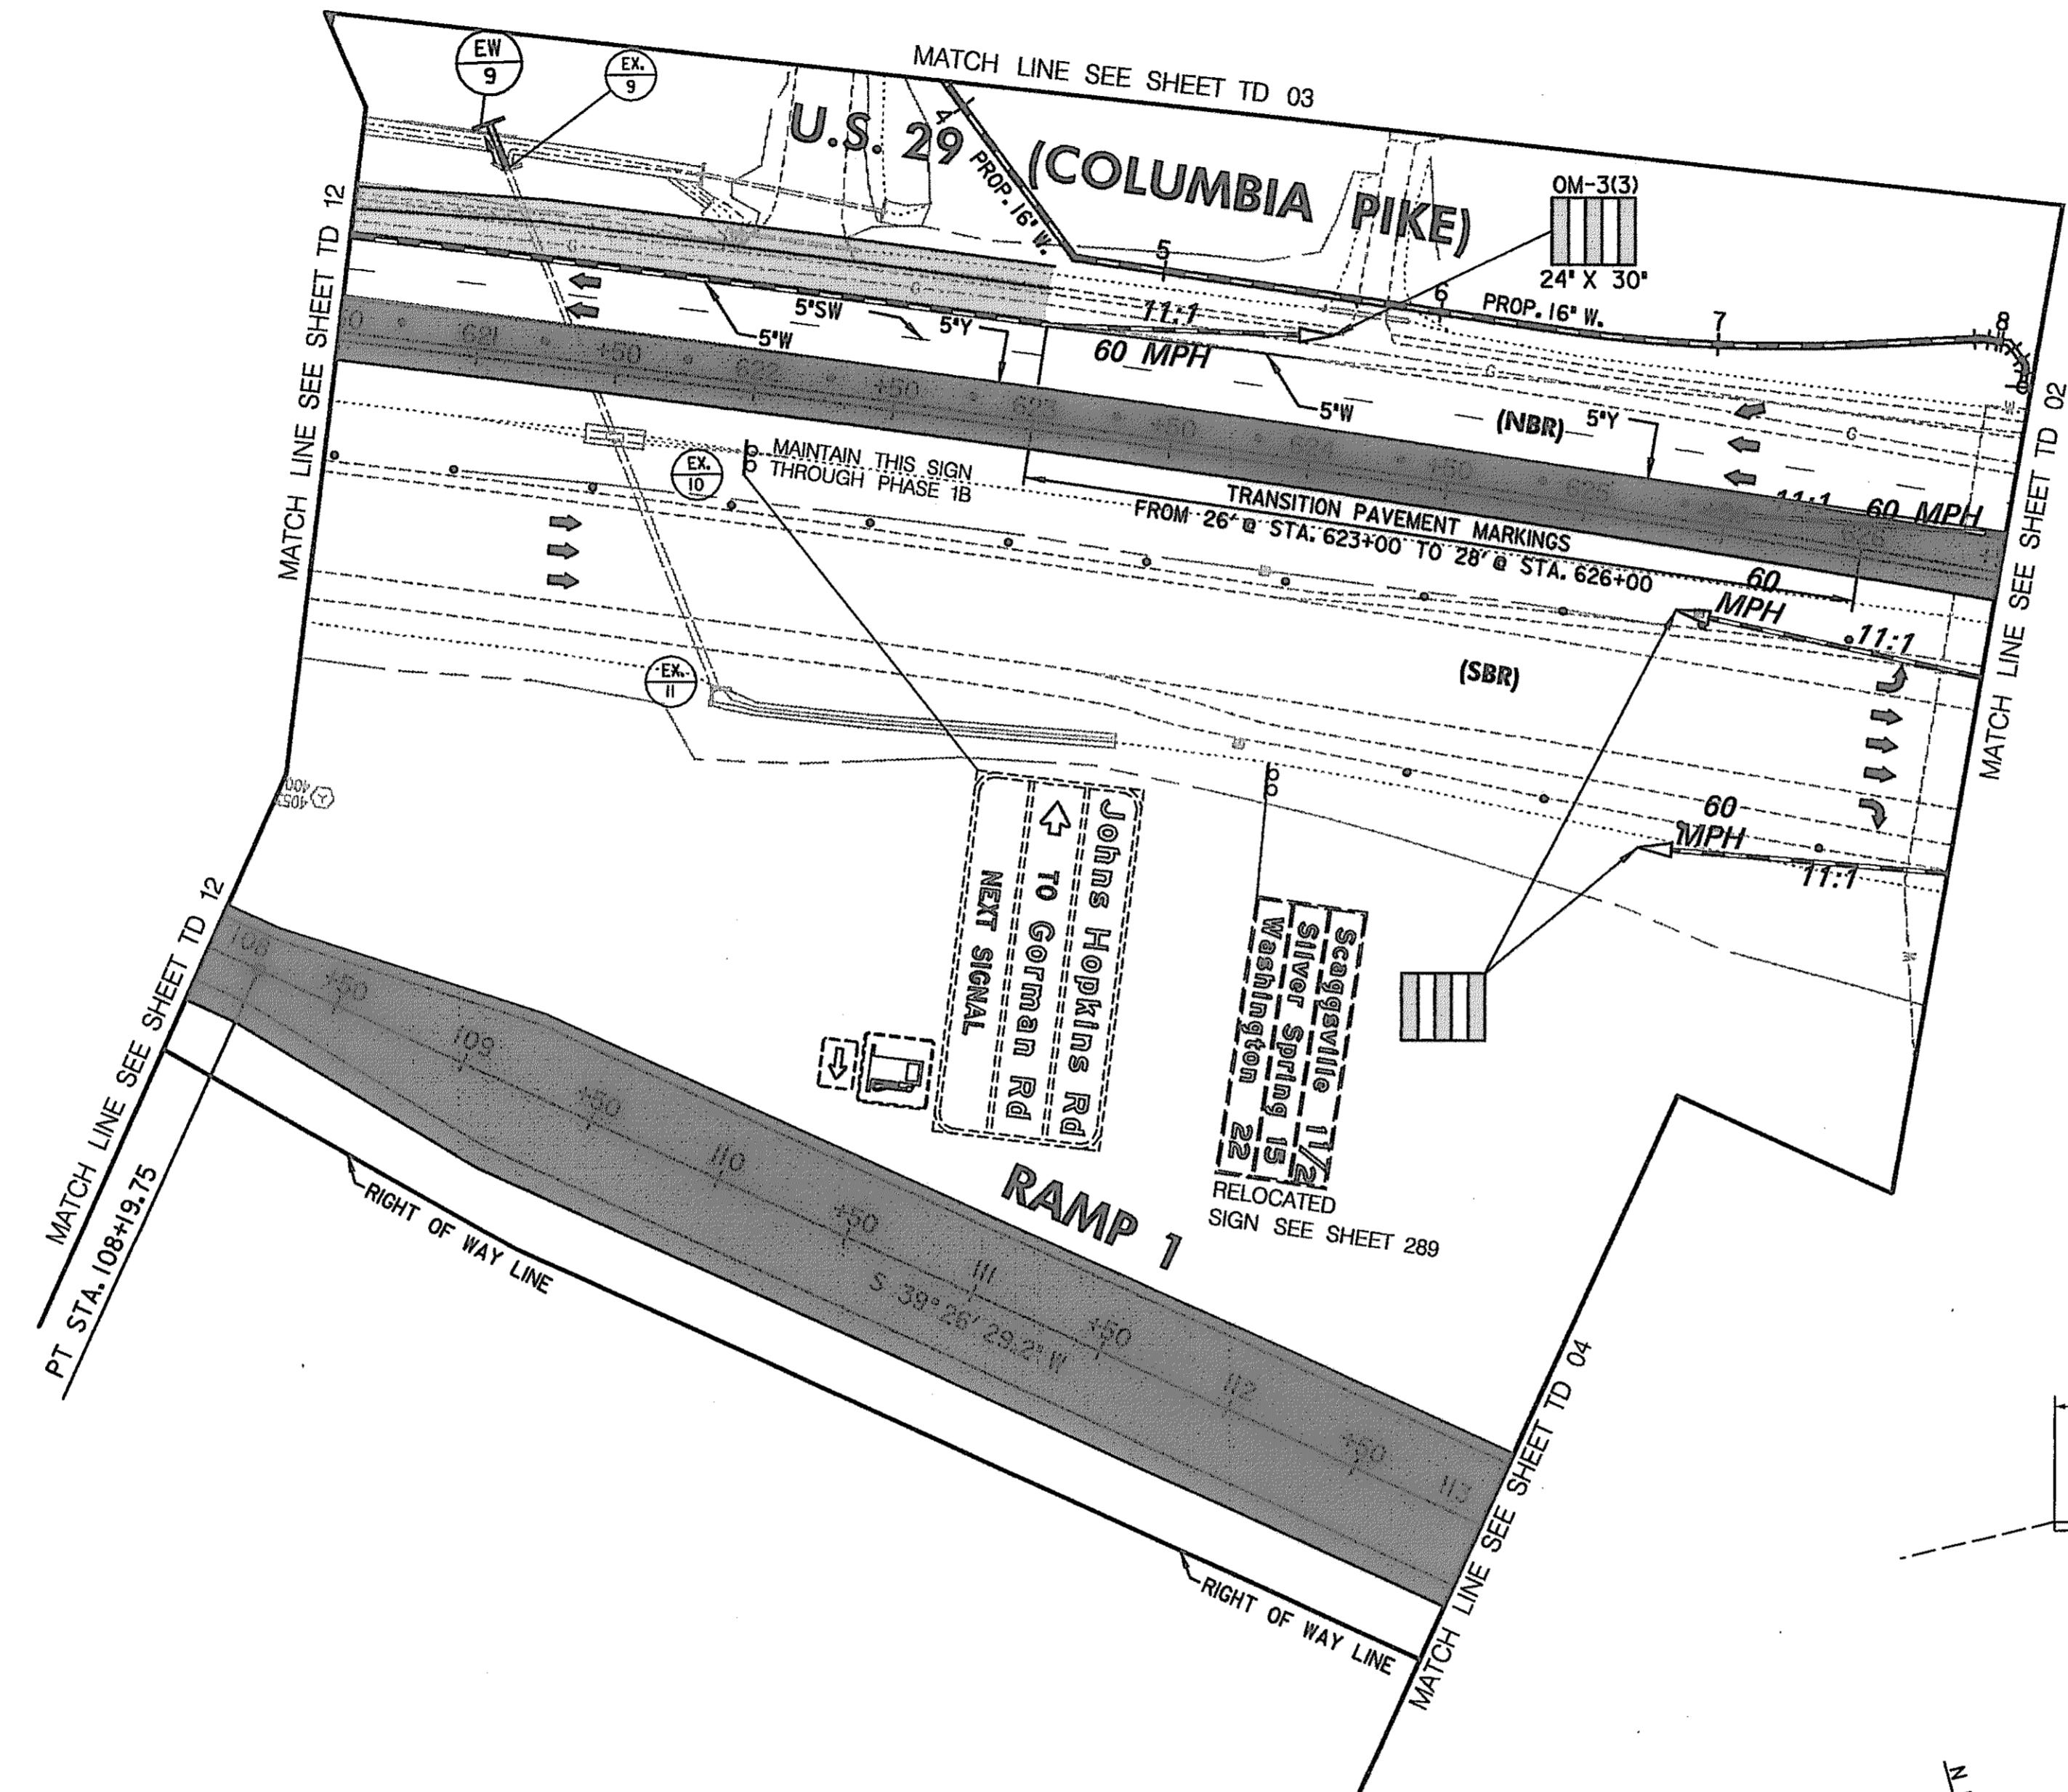 MATCH LINE SEE SHEET TD 03
EW
9
EX.
9
U.S. 29 (COLUMBIA PIKE)
4
PROP. 16" W.
5
6
PROP. 16" W.
7
8
OM-3(3)
24" X 30"
MATCH LINE SEE SHEET TD 12
G
G
G
G
5"SW
5"W
5"Y
11:1
60 MPH
5"W
(NBR)
5"Y
11:1 60 MPH
621
+50
622
+50
623
+50
624
+50
625
626
MATCH LINE SEE SHEET TD 02
EX.
10
MAINTAIN THIS SIGN
THROUGH PHASE 1B
TRANSITION PAVEMENT MARKINGS
FROM 26' @ STA. 623+00 TO 28' @ STA. 626+00
60
MPH
11:1
(SBR)
EX.
11
60
MPH
11:1
W
W
400
Y
Johns Hopkins Rd
TO Gorman Rd
NEXT SIGNAL
Scaggsville 11/2
Silver Spring 15
Washington 22
RELOCATED
SIGN SEE SHEET 289
MATCH LINE SEE SHEET TD 12
PT STA. 108+19.75
108
+50
109
+50
110
+50
111
+50
112
+50
113
S 39°26'29.2" W
RAMP 1
RIGHT OF WAY LINE
RIGHT OF WAY LINE
MATCH LINE SEE SHEET TD 04
N